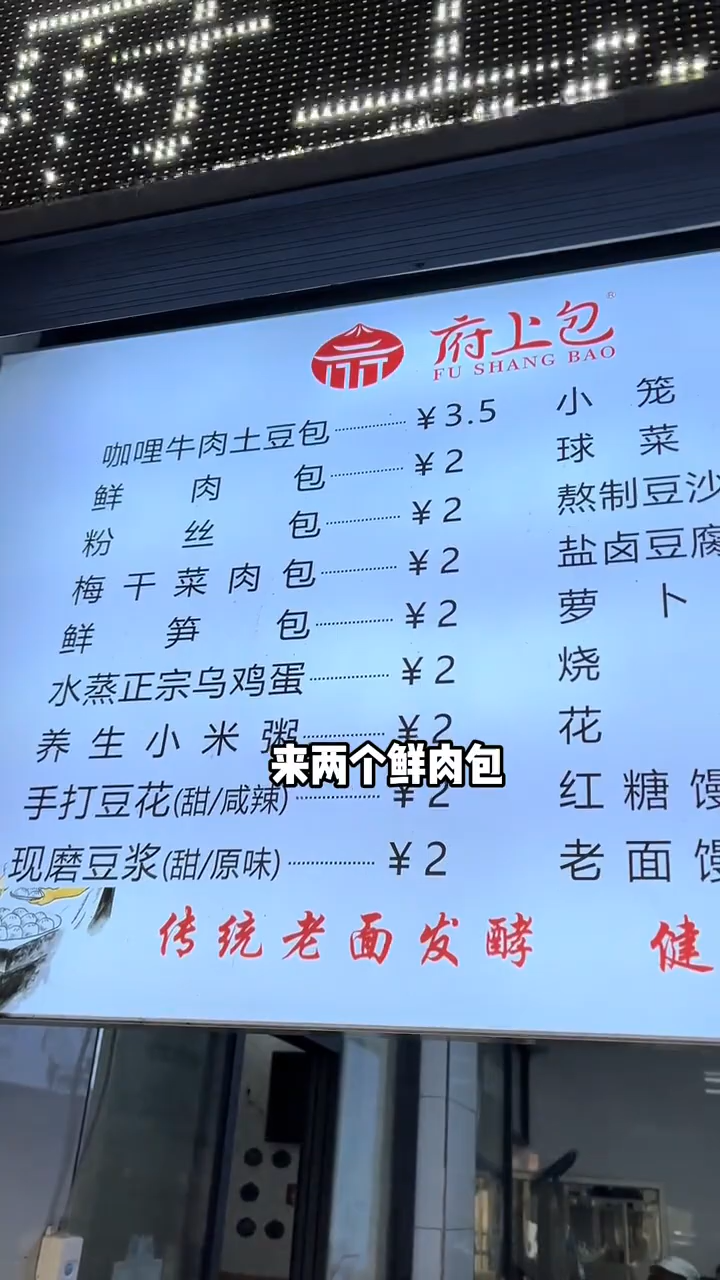 府上包®
FU SHANG BAO
咖哩牛肉土豆包 ¥3.5
鲜肉包 ¥2
粉丝包 ¥2
梅干菜肉包 ¥2
鲜笋包 ¥2
水蒸正宗乌鸡蛋 ¥2
养生小米粥 ¥2
手打豆花(甜/咸辣) ¥2
现磨豆浆(甜/原味) ¥2
小笼
球菜
熬制豆沙
盐卤豆腐
萝卜
烧
花
红糖馒
老面馒
来两个鲜肉包
传统老面发酵 健